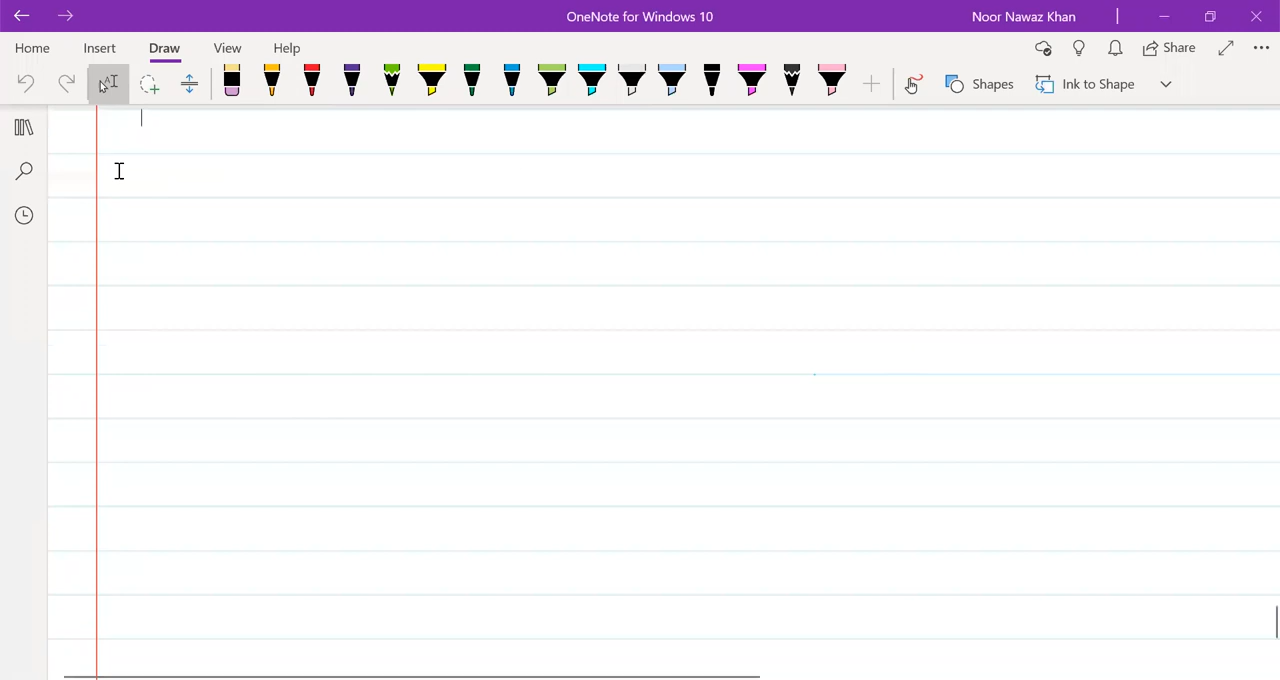 OneNote for Windows 10
Noor Nawaz Khan
Home Insert Draw View Help
Share
Shapes
Ink to Shape